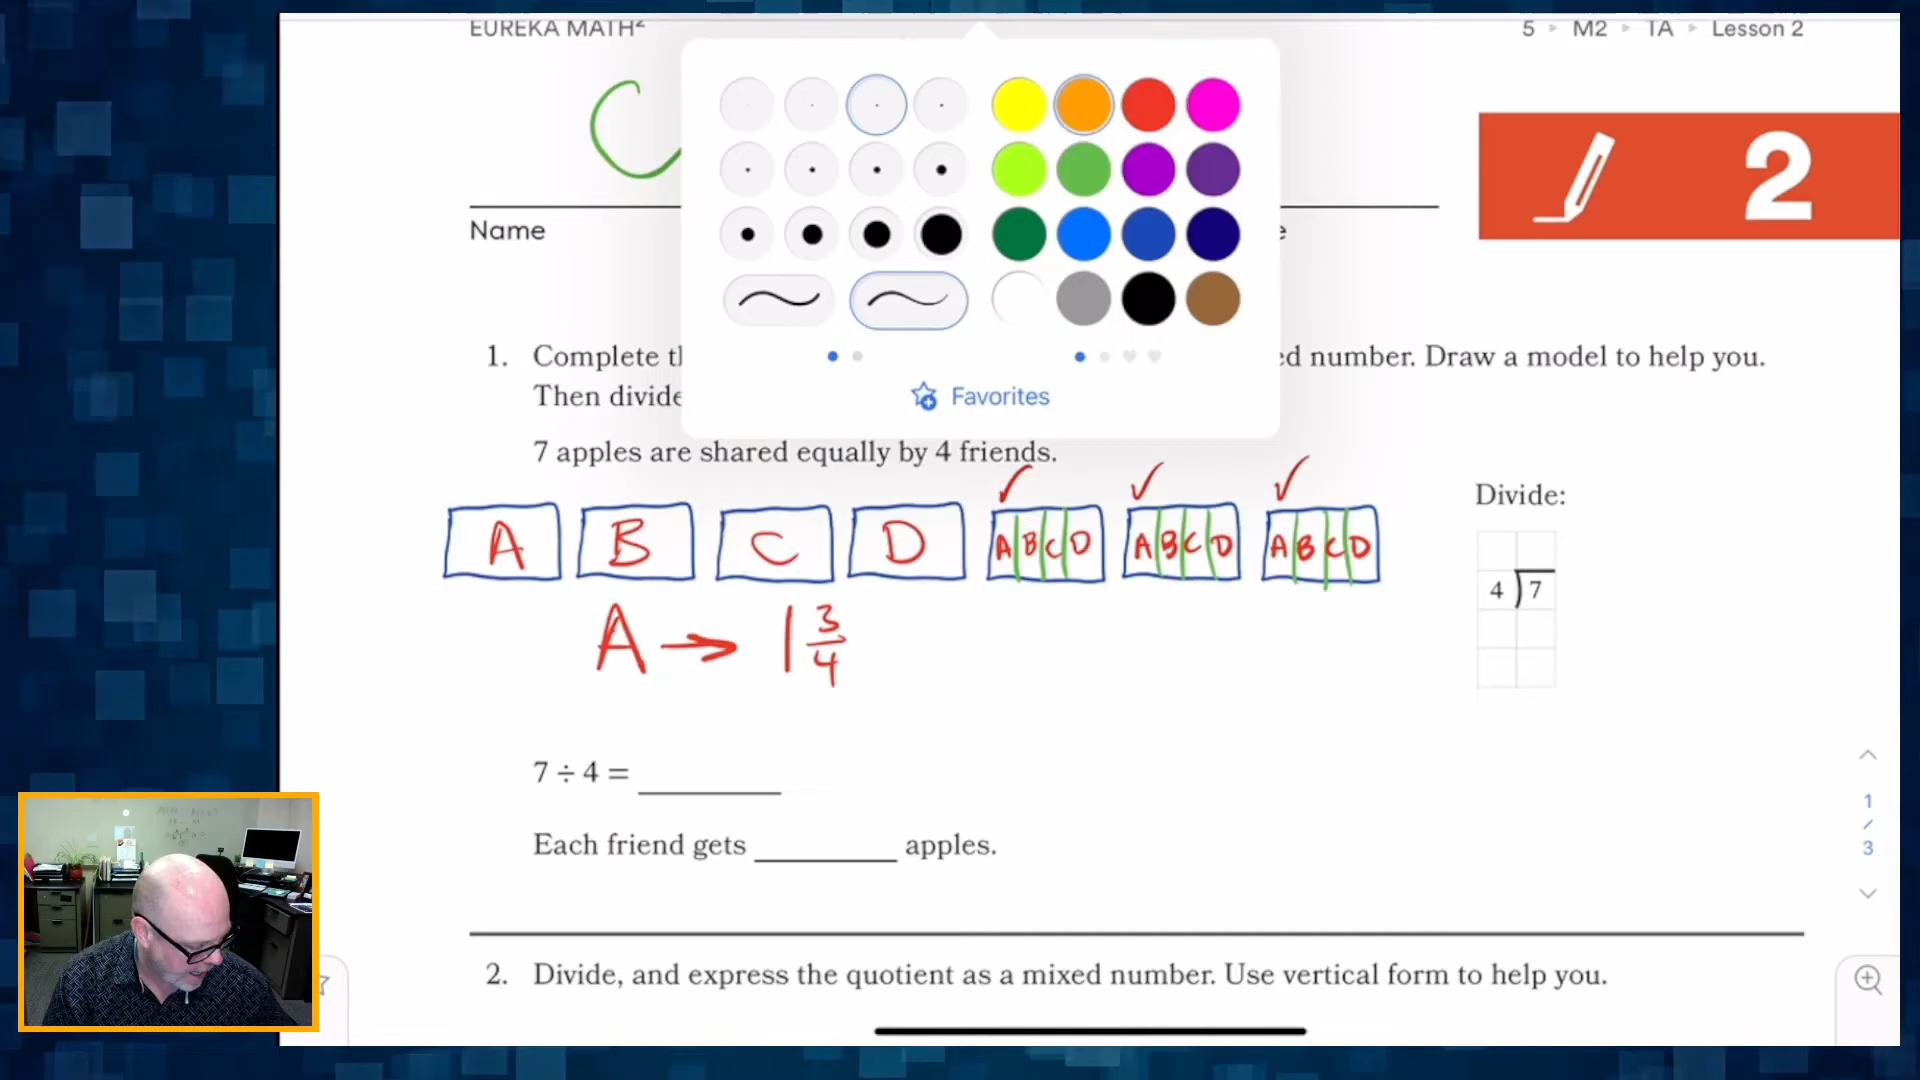 EUREKA MATH²
5 ▸ M2 ▸ TA ▸ Lesson 2
2
Name
Favorites
1. Complete ed number. Draw a model to help you.
Then divide
7 apples are shared equally by 4 friends.
Divide:
A B C D A B C D A B C D A B C D
4 7
A → 1 3/4
7 ÷ 4 =
Each friend gets apples.
1 / 3
2. Divide, and express the quotient as a mixed number. Use vertical form to help you.